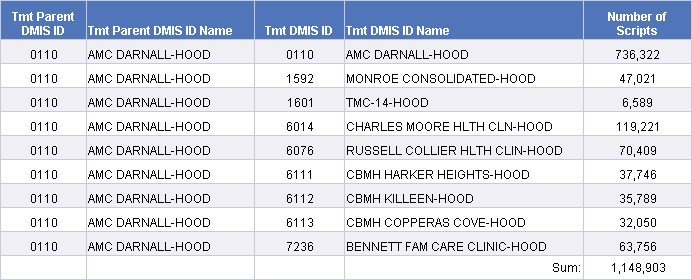 Tmt Parent DMIS ID Tmt Parent DMIS ID Name Tmt DMIS ID Tmt DMIS ID Name Number of Scripts
0110 AMC DARNALL-HOOD 0110 AMC DARNALL-HOOD 736,322
0110 AMC DARNALL-HOOD 1592 MONROE CONSOLIDATED-HOOD 47,021
0110 AMC DARNALL-HOOD 1601 TMC-14-HOOD 6,589
0110 AMC DARNALL-HOOD 6014 CHARLES MOORE HLTH CLN-HOOD 119,221
0110 AMC DARNALL-HOOD 6076 RUSSELL COLLIER HLTH CLIN-HOOD 70,409
0110 AMC DARNALL-HOOD 6111 CBMH HARKER HEIGHTS-HOOD 37,746
0110 AMC DARNALL-HOOD 6112 CBMH KILLEEN-HOOD 35,789
0110 AMC DARNALL-HOOD 6113 CBMH COPPERAS COVE-HOOD 32,050
0110 AMC DARNALL-HOOD 7236 BENNETT FAM CARE CLINIC-HOOD 63,756
Sum: 1,148,903